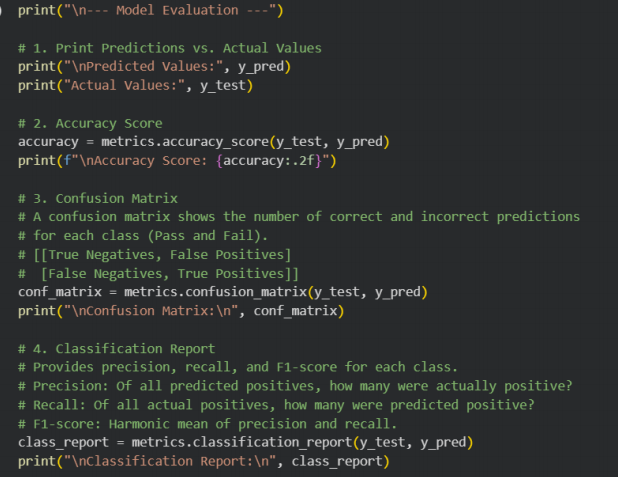 print("\n--- Model Evaluation ---")
# 1. Print Predictions vs. Actual Values
print("\nPredicted Values:", y_pred)
print("Actual Values:", y_test)
# 2. Accuracy Score
accuracy = metrics.accuracy_score(y_test, y_pred)
print(f"\nAccuracy Score: {accuracy:.2f}")
# 3. Confusion Matrix
# A confusion matrix shows the number of correct and incorrect predictions
# for each class (Pass and Fail).
# [[True Negatives, False Positives]
#  [False Negatives, True Positives]]
conf_matrix = metrics.confusion_matrix(y_test, y_pred)
print("\nConfusion Matrix:\n", conf_matrix)
# 4. Classification Report
# Provides precision, recall, and F1-score for each class.
# Precision: Of all predicted positives, how many were actually positive?
# Recall: Of all actual positives, how many were predicted positive?
# F1-score: Harmonic mean of precision and recall.
class_report = metrics.classification_report(y_test, y_pred)
print("\nClassification Report:\n", class_report)